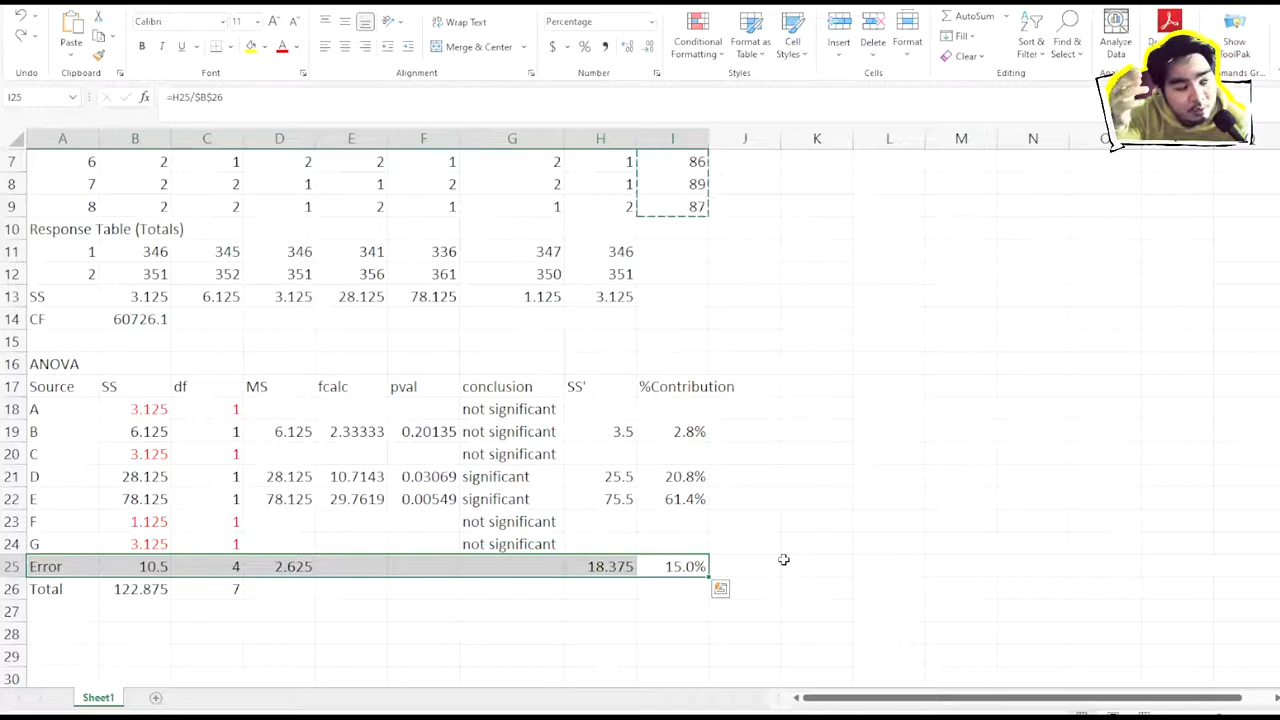 Calibri 11 Wrap Text Percentage AutoSum
Paste Merge & Center Conditional Formatting Format as Table Cell Styles Insert Delete Format Fill Clear Sort & Filter Find & Select Analyze Data Show ToolPak
Undo Clipboard Font Alignment Number Styles Cells Editing
I25 fx =H25/$B$26
A B C D E F G H I J K L M N
7 6 2 1 2 2 1 2 1 86
8 7 2 2 1 1 2 2 1 89
9 8 2 2 1 2 1 1 2 87
10 Response Table (Totals)
11 1 346 345 346 341 336 347 346
12 2 351 352 351 356 361 350 351
13 SS 3.125 6.125 3.125 28.125 78.125 1.125 3.125
14 CF 60726.1
15
16 ANOVA
17 Source SS df MS fcalc pval conclusion SS' %Contribution
18 A 3.125 1 not significant
19 B 6.125 1 6.125 2.33333 0.20135 not significant 3.5 2.8%
20 C 3.125 1 not significant
21 D 28.125 1 28.125 10.7143 0.03069 significant 25.5 20.8%
22 E 78.125 1 78.125 29.7619 0.00549 significant 75.5 61.4%
23 F 1.125 1 not significant
24 G 3.125 1 not significant
25 Error 10.5 4 2.625 18.375 15.0%
26 Total 122.875 7
27
28
29
30
Sheet1